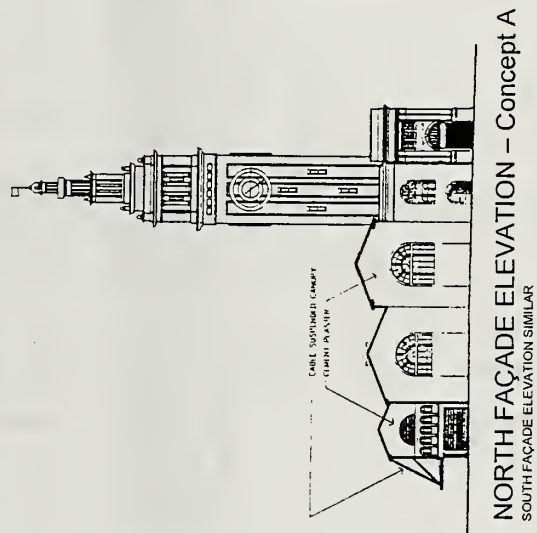 CABLE SUSPENDED CANOPY
CEMENT PLASTER
NORTH FAÇADE ELEVATION – Concept A
SOUTH FAÇADE ELEVATION SIMILAR